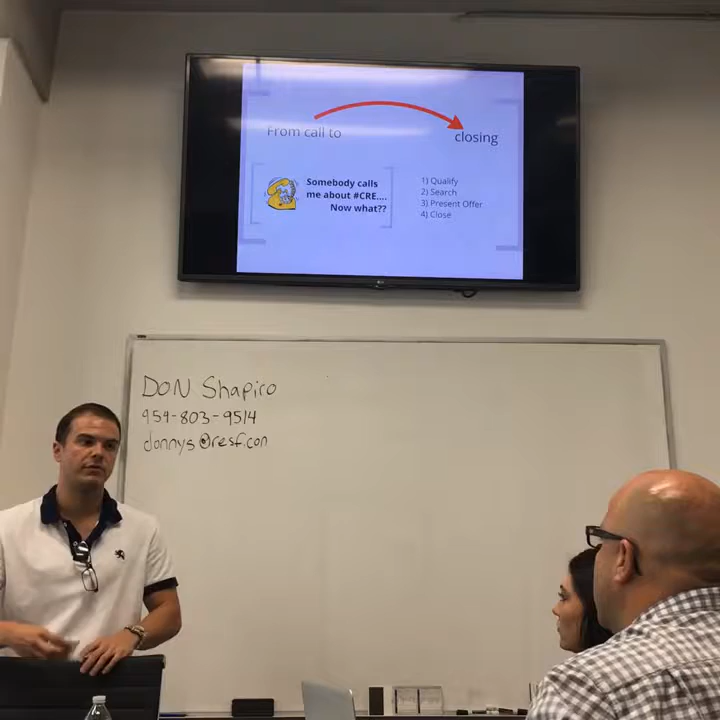 From call to
closing
Somebody calls
me about #CRE....
Now what??
1) Qualify
2) Search
3) Present Offer
4) Close
DON Shapiro
954-803-9514
donnys@resf.com